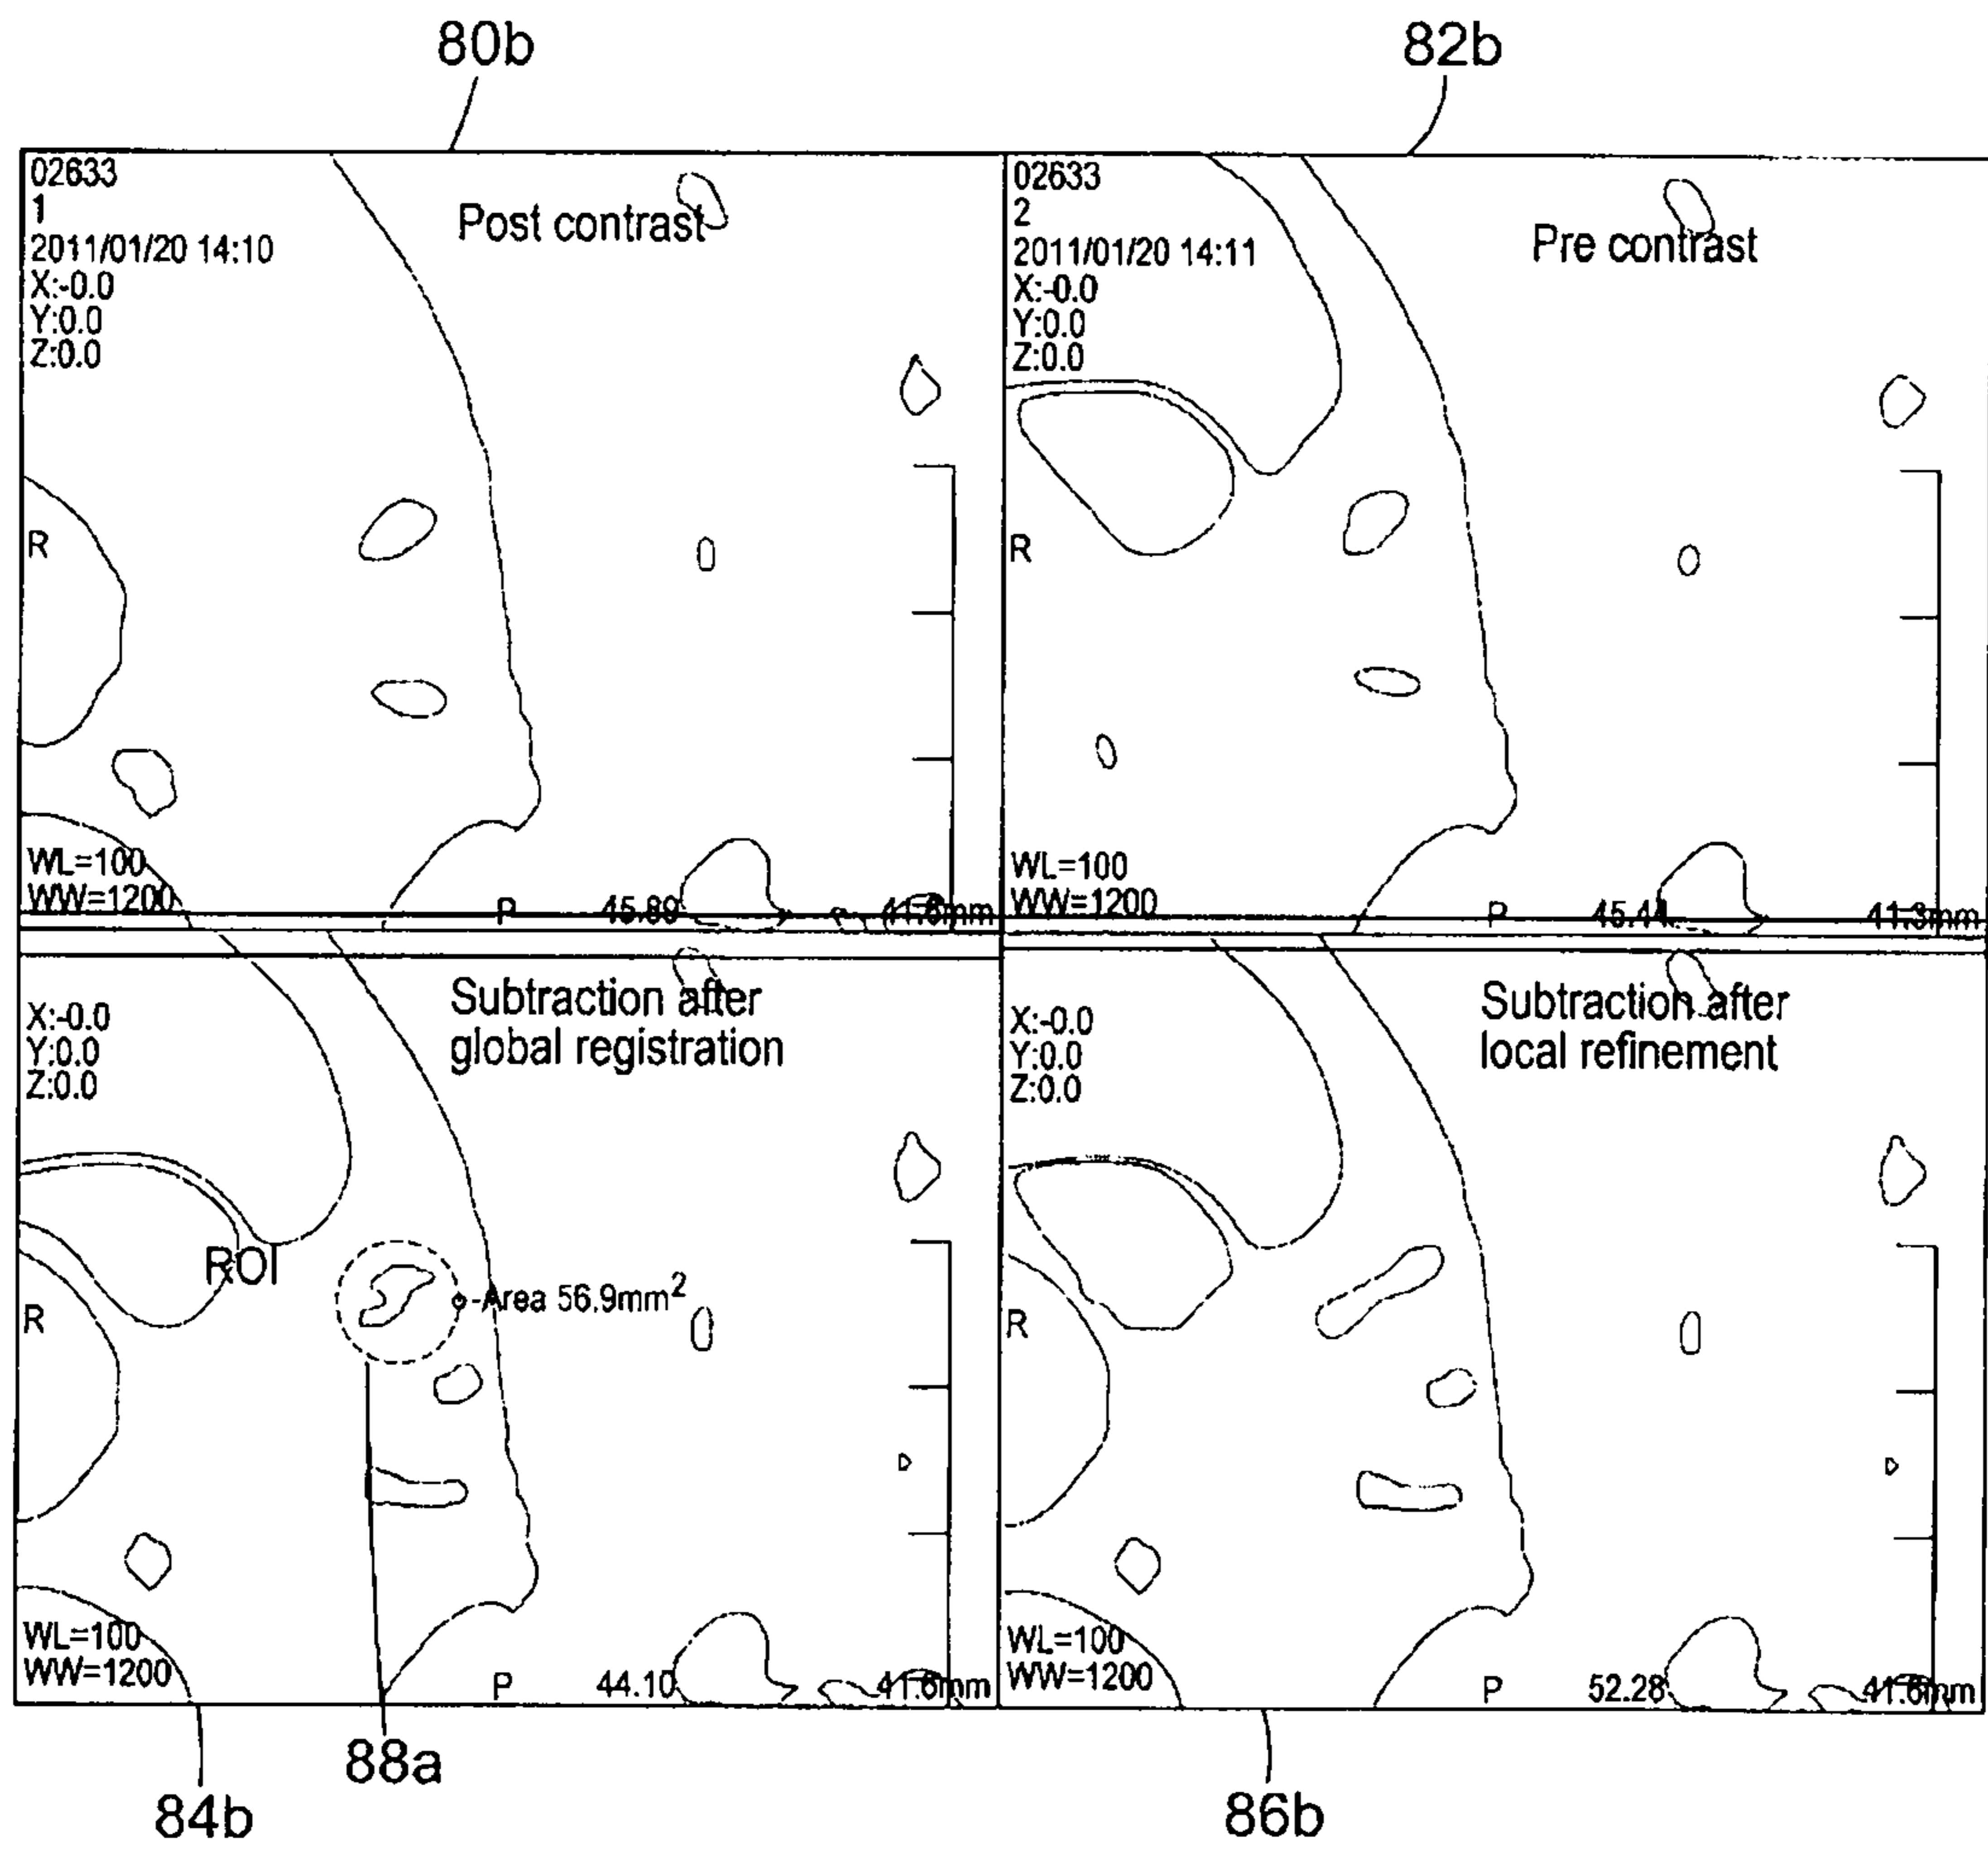 80b
82b
02633
1
2011/01/20 14:10
X:-0.0
Y:0.0
Z:0.0
Post contrast
R
WL=100
WW=1200
P
45.89
41.6mm
02633
2
2011/01/20 14:11
X:-0.0
Y:0.0
Z:0.0
Pre contrast
R
WL=100
WW=1200
P
45.44
41.3mm
X:-0.0
Y:0.0
Z:0.0
Subtraction after
global registration
ROI
R
Area 56.9mm²
WL=100
WW=1200
P
44.10
41.6mm
X:-0.0
Y:0.0
Z:0.0
Subtraction after
local refinement
R
WL=100
WW=1200
P
52.28
41.6mm
88a
84b
86b